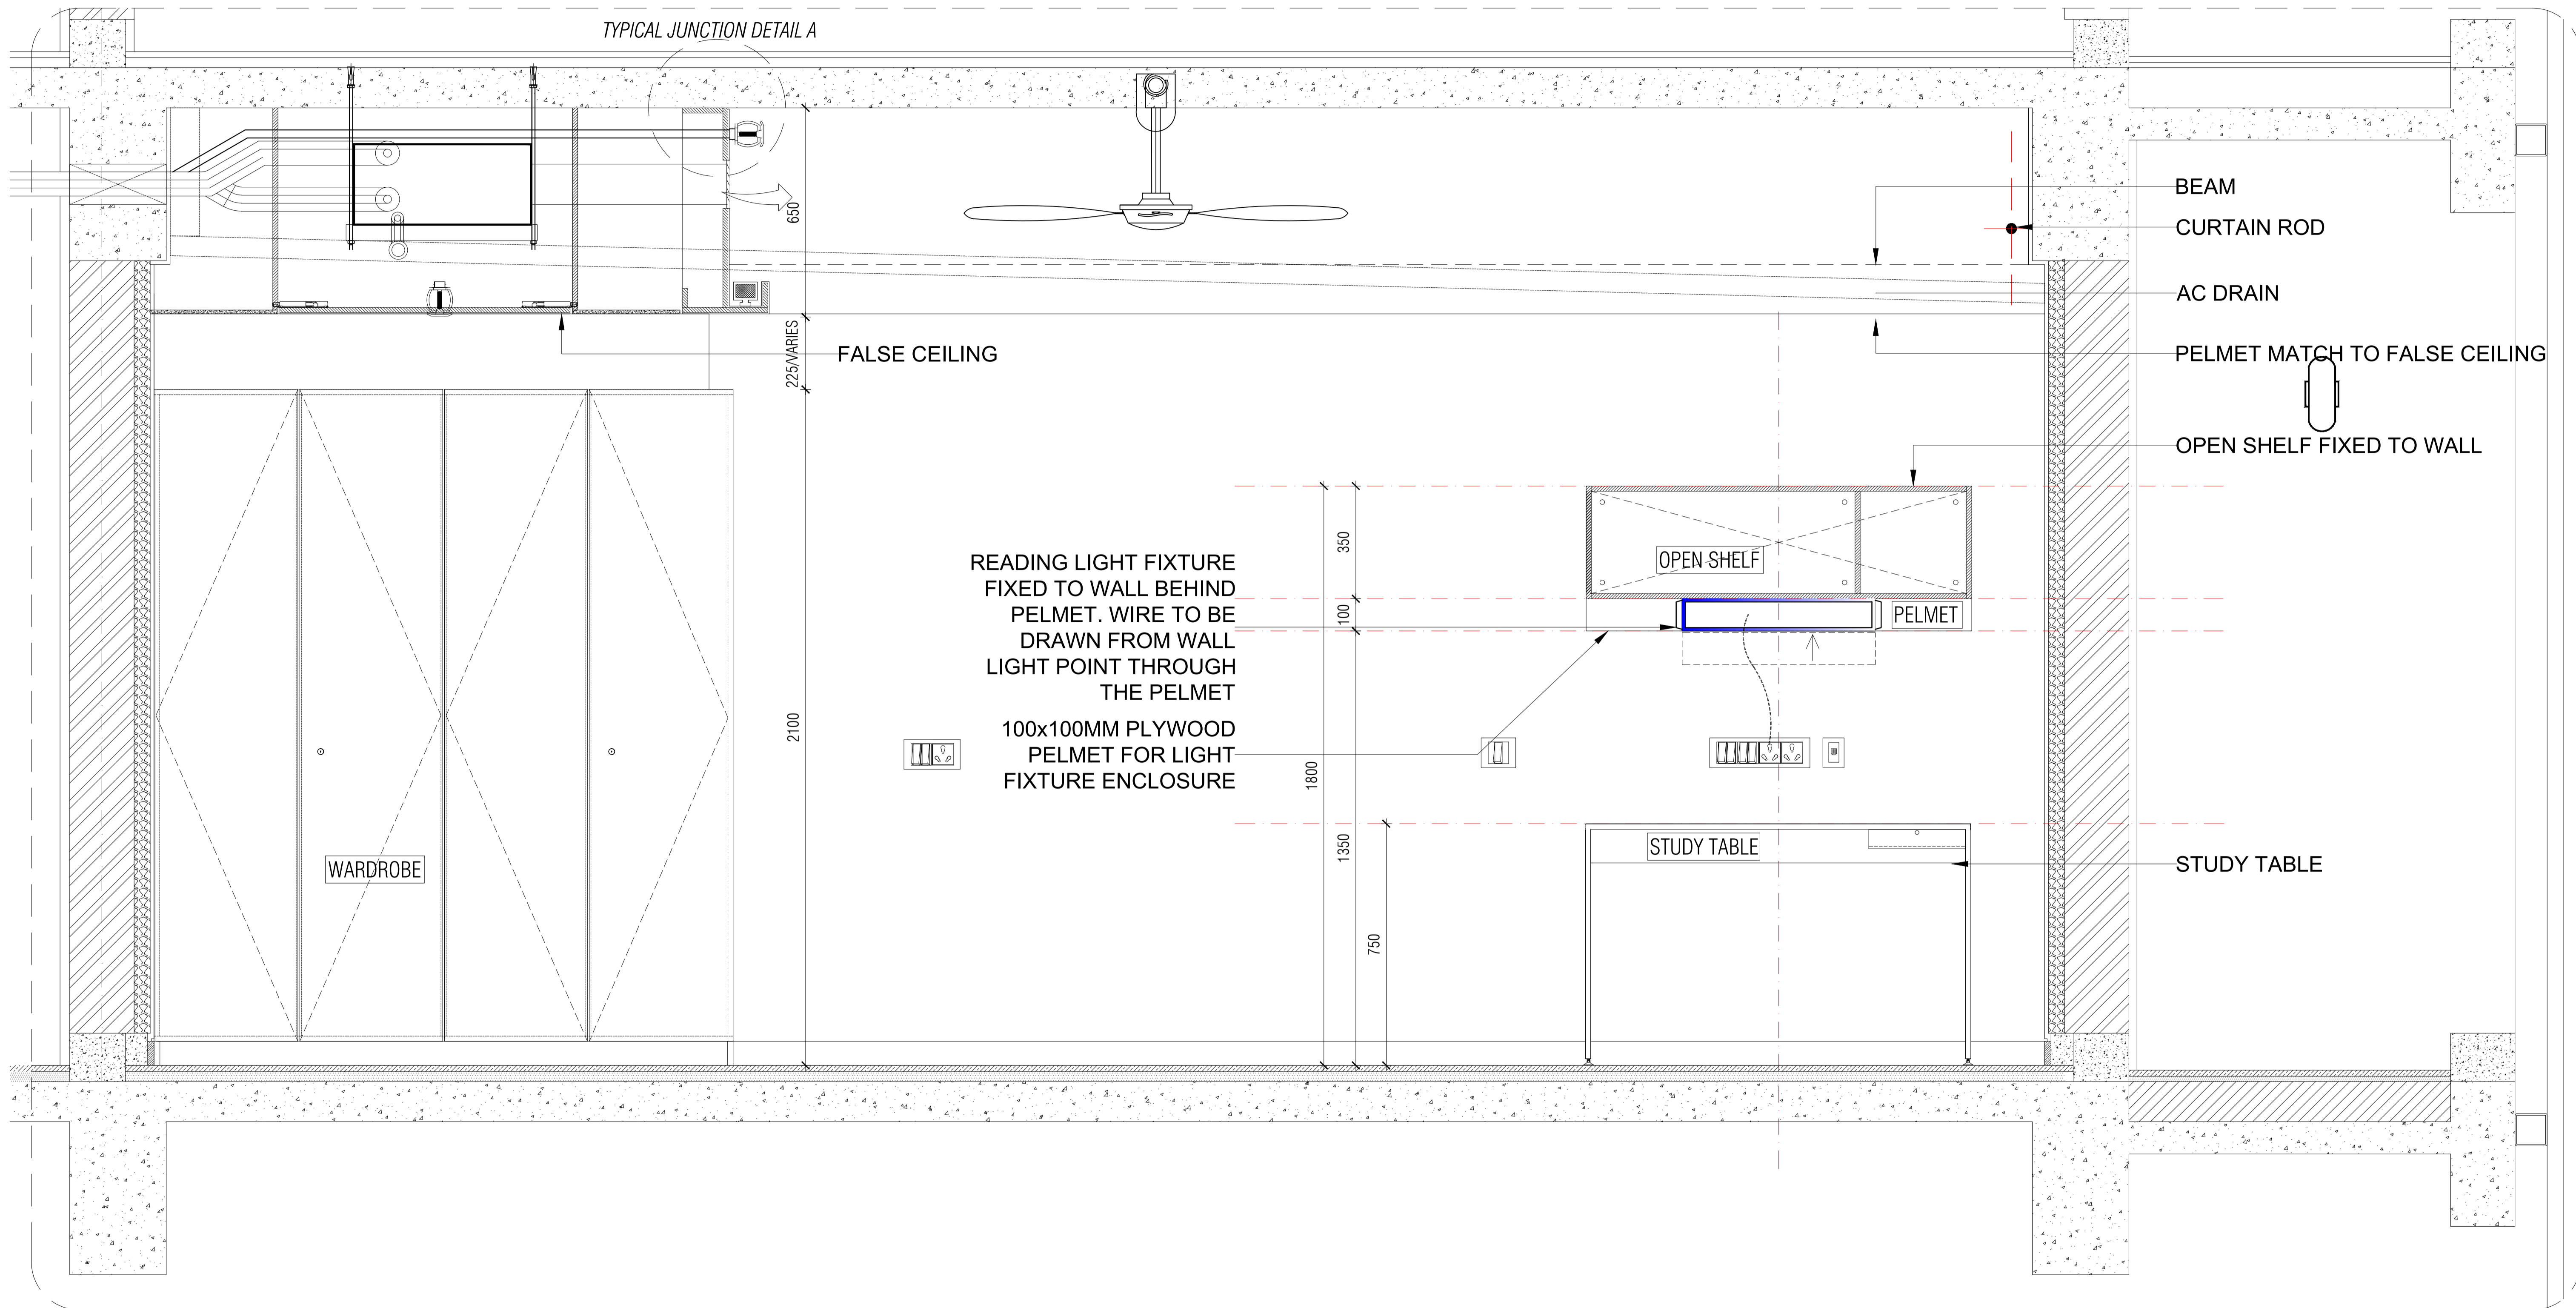 TYPICAL JUNCTION DETAIL A
650
BEAM
CURTAIN ROD
AC DRAIN
225/VARIES
FALSE CEILING
PELMET MATCH TO FALSE CEILING
OPEN SHELF FIXED TO WALL
350
OPEN SHELF
READING LIGHT FIXTURE
FIXED TO WALL BEHIND
PELMET. WIRE TO BE
DRAWN FROM WALL
LIGHT POINT THROUGH
THE PELMET
100
PELMET
2100
100x100MM PLYWOOD
PELMET FOR LIGHT
FIXTURE ENCLOSURE
1800
1350
WARDROBE
STUDY TABLE
STUDY TABLE
750